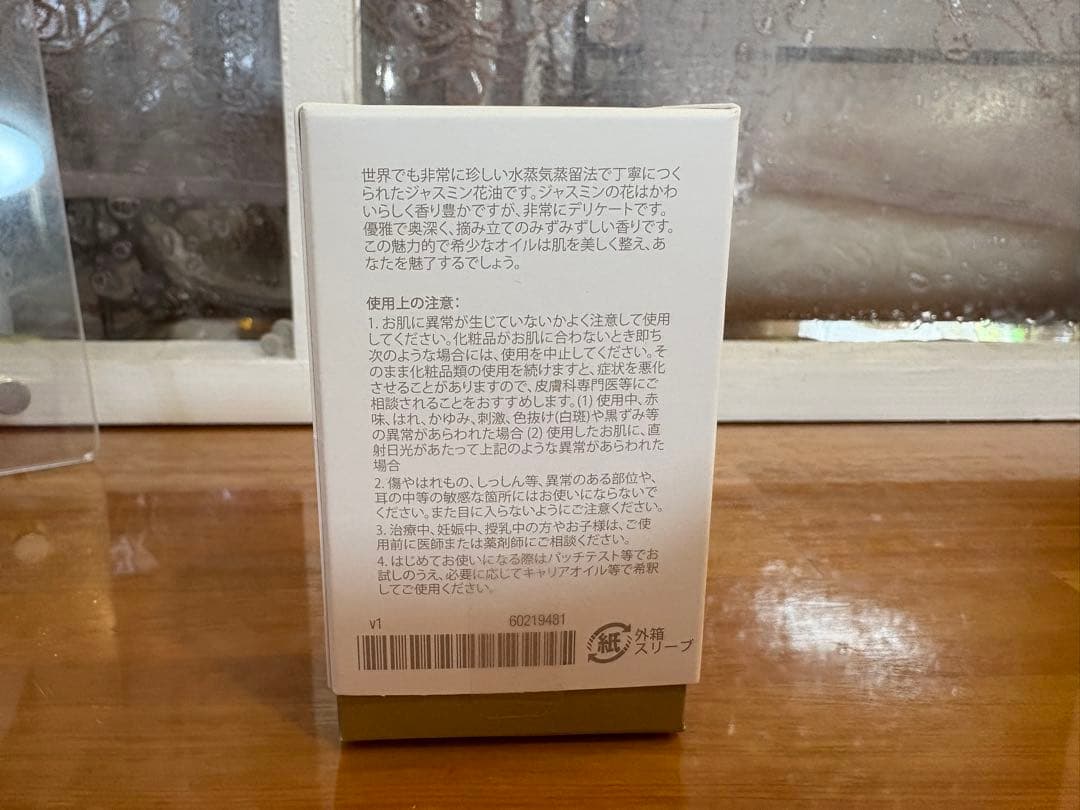 世界でも非常に珍しい水蒸気蒸留法で丁寧につく
られたジャスミン花油です。ジャスミンの花はかわ
いらしく香り豊かですが、非常にデリケートです。
優雅で奥深く、摘み立てのみずみずしい香りです。
この魅力的で希少なオイルは肌を美しく整え、あ
なたを魅了するでしょう。
使用上の注意：
1. お肌に異常が生じていないかよく注意して使用
してください。化粧品がお肌に合わないとき即ち
次のような場合には、使用を中止してください。そ
のまま化粧品類の使用を続けますと、症状を悪化
させることがありますので、皮膚科専門医等にご
相談されることをおすすめします。(1) 使用中、赤
味、はれ、かゆみ、刺激、色抜け(白斑)や黒ずみ等
の異常があらわれた場合 (2) 使用したお肌に、直
射日光があたって上記のような異常があらわれた
場合
2. 傷やはれもの、しっしん等、異常のある部位や、
耳の中等の敏感な箇所にはお使いにならないで
ください。また目に入らないようにご注意ください。
3. 治療中、妊娠中、授乳中の方やお子様は、ご使
用前に医師または薬剤師にご相談ください。
4. はじめてお使いになる際はパッチテスト等でお
試しのうえ、必要に応じてキャリアオイル等で希釈
してご使用ください。
v1 60219481
紙 外箱
スリーブ